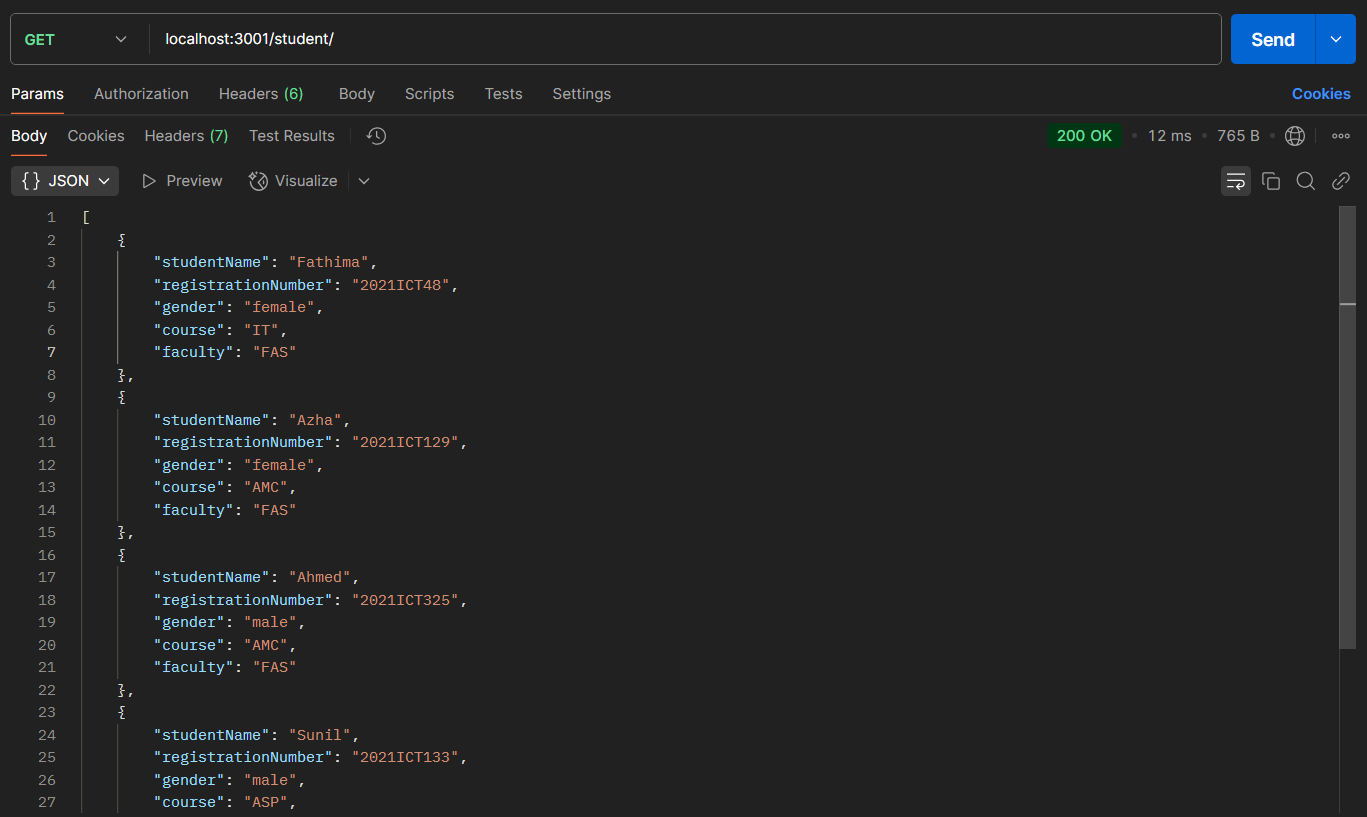 GET localhost:3001/student/ Send
Params Authorization Headers (6) Body Scripts Tests Settings Cookies
Body Cookies Headers (7) Test Results 200 OK • 12 ms • 765 B •
{} JSON Preview Visualize
1 [
2 {
3 "studentName": "Fathima",
4 "registrationNumber": "2021ICT48",
5 "gender": "female",
6 "course": "IT",
7 "faculty": "FAS"
8 },
9 {
10 "studentName": "Azha",
11 "registrationNumber": "2021ICT129",
12 "gender": "female",
13 "course": "AMC",
14 "faculty": "FAS"
15 },
16 {
17 "studentName": "Ahmed",
18 "registrationNumber": "2021ICT325",
19 "gender": "male",
20 "course": "AMC",
21 "faculty": "FAS"
22 },
23 {
24 "studentName": "Sunil",
25 "registrationNumber": "2021ICT133",
26 "gender": "male",
27 "course": "ASP",